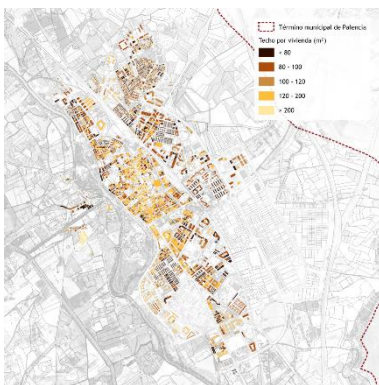 Término municipal de Palencia
Techo por vivienda (m²)
< 80
80 - 100
100 - 120
120 - 200
> 200